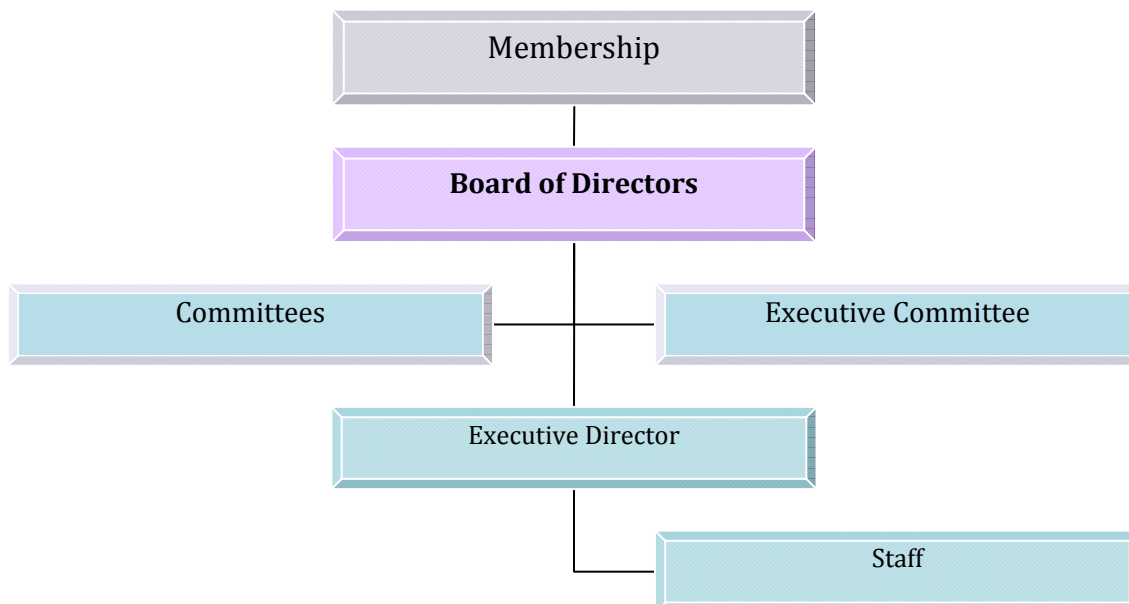 Membership
Board of Directors
Committees
Executive Committee
Executive Director
Staff